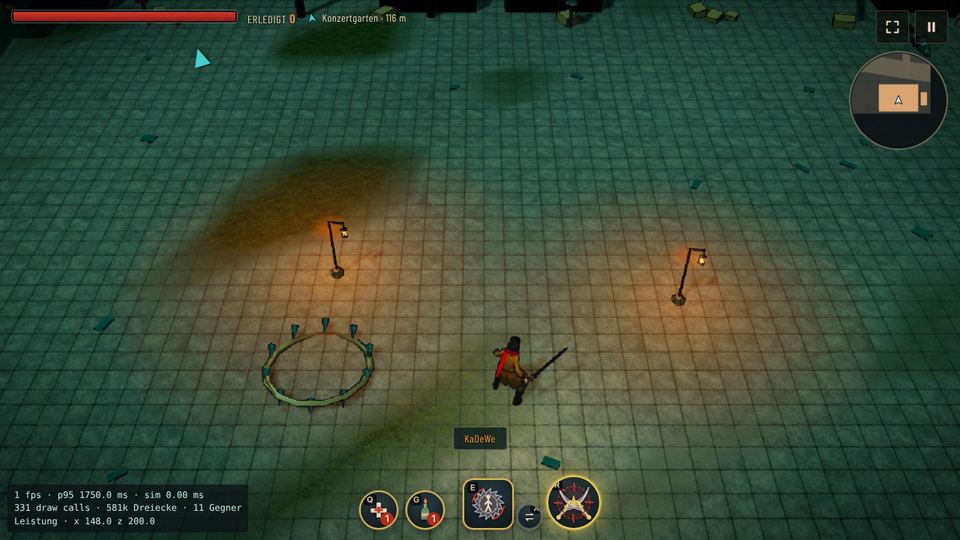 ERLEDIGT 0
Konzertgarten · 116 m
KaDeWe
1 fps · p95 1750.0 ms · sim 0.00 ms
331 draw calls · 581k Dreiecke · 11 Gegner
Leistung · x 148.0 z 200.0
Q
1
G
1
E
R